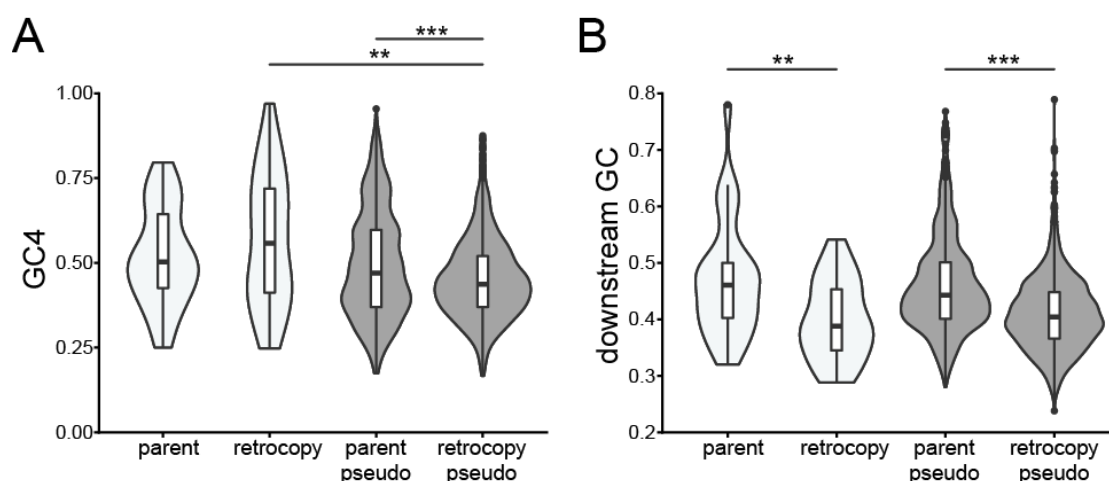 A
***
**
1.00
0.75
0.50
0.25
0.00
GC4
parent
retrocopy
parent
pseudo
retrocopy
pseudo
B
**
***
0.8
0.7
0.6
0.5
0.4
0.3
0.2
downstream GC
parent
retrocopy
parent
pseudo
retrocopy
pseudo